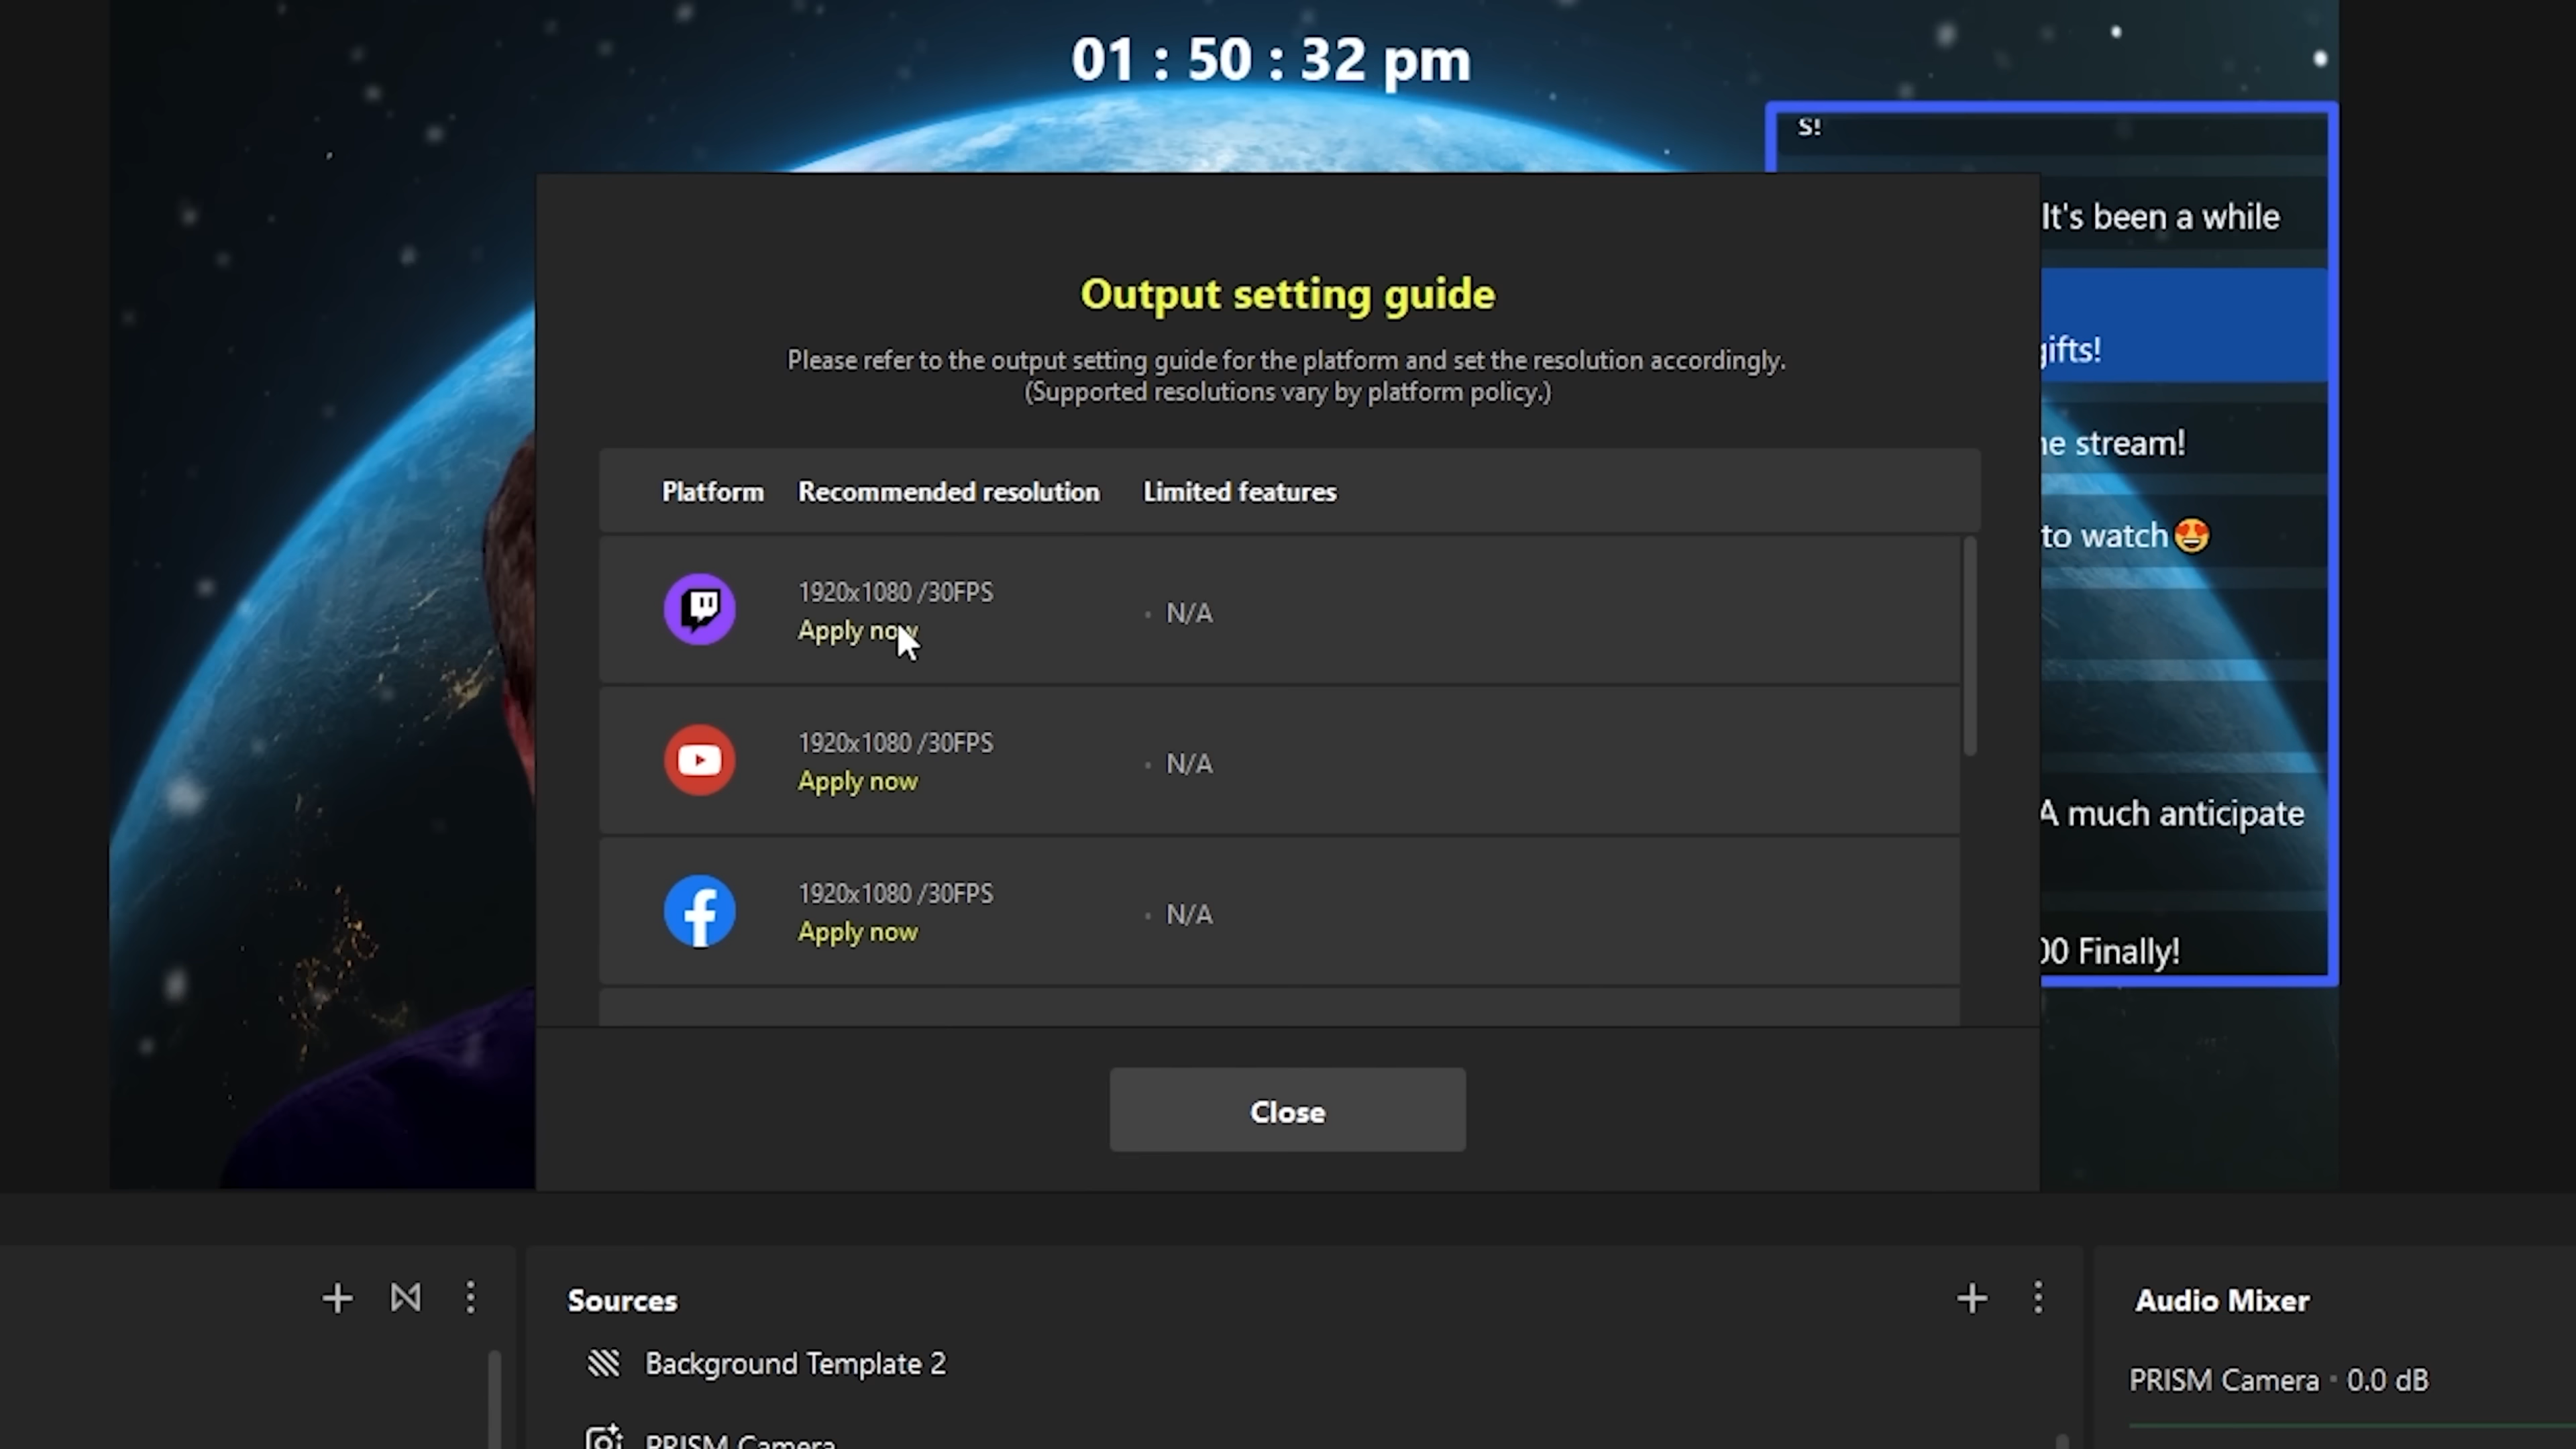 01 : 50 : 32 pm
S!
It's been a while
gifts!
stream!
to watch😍
A much anticipate
Finally!
Output setting guide
Please refer to the output setting guide for the platform and set the resolution accordingly.
(Supported resolutions vary by platform policy.)
Platform Recommended resolution Limited features
1920x1080 /30FPS
Apply now
• N/A
1920x1080 /30FPS
Apply now
• N/A
1920x1080 /30FPS
Apply now
• N/A
Close
Sources
Background Template 2
PRISM Camera
Audio Mixer
PRISM Camera • 0.0 dB